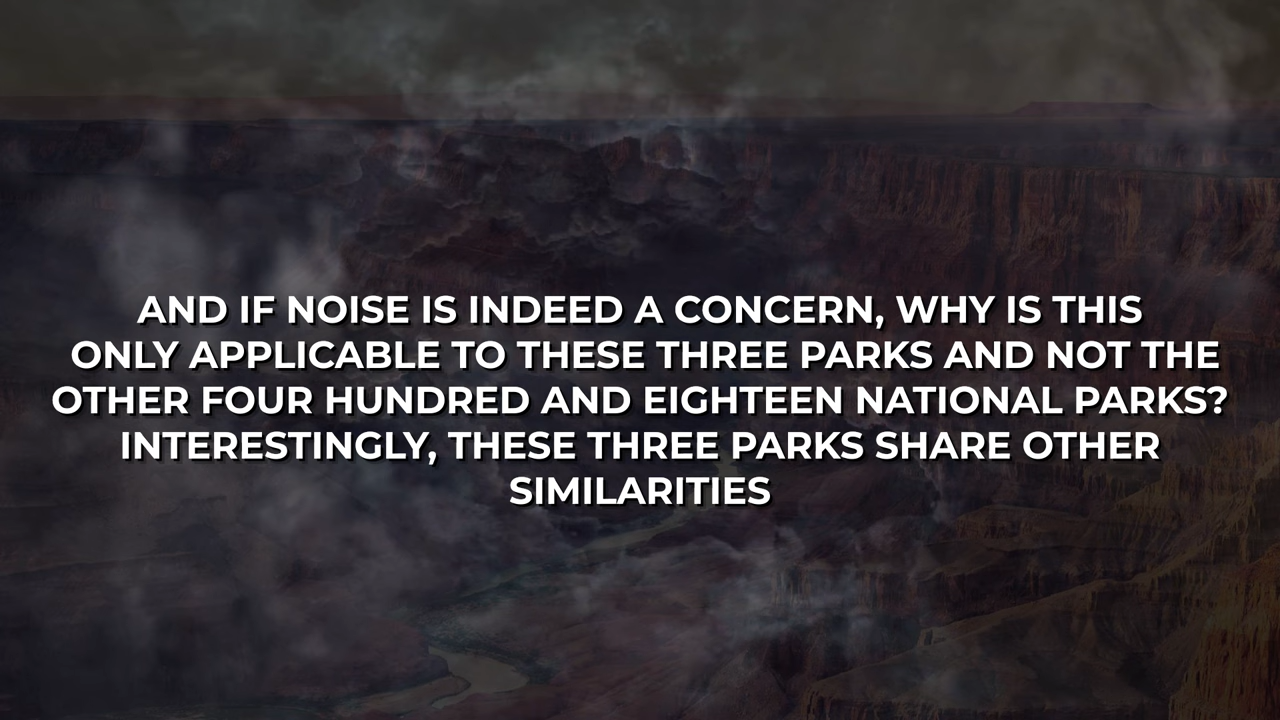 AND IF NOISE IS INDEED A CONCERN, WHY IS THIS
ONLY APPLICABLE TO THESE THREE PARKS AND NOT THE
OTHER FOUR HUNDRED AND EIGHTEEN NATIONAL PARKS?
INTERESTINGLY, THESE THREE PARKS SHARE OTHER
SIMILARITIES